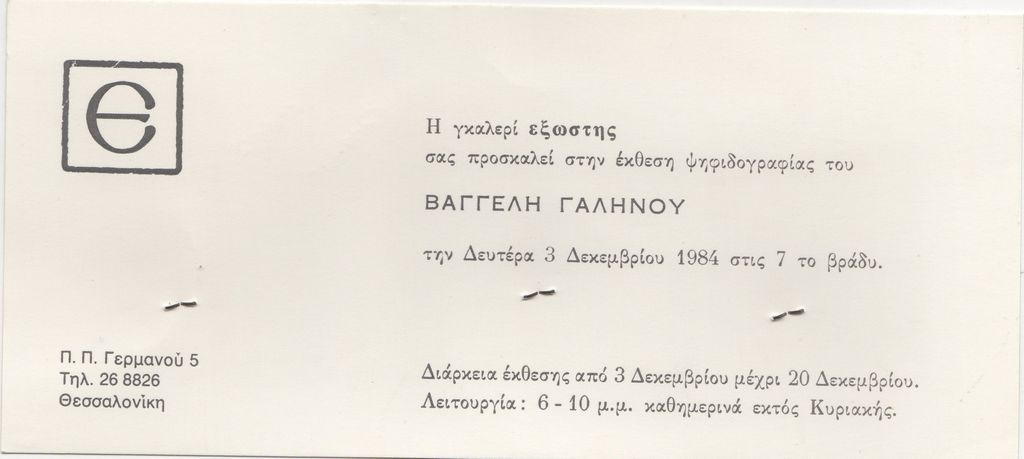 ε
Η γκαλερί εξωστης
σας προσκαλεί στην έκθεση ψηφιδογραφίας του
ΒΑΓΓΕΛΗ ΓΑΛΗΝΟΥ
την Δευτέρα 3 Δεκεμβρίου 1984 στις 7 το βράδυ.
Π. Π. Γερμανού 5
Τηλ. 26 8826
Θεσσαλονίκη
Διάρκεια έκθεσης από 3 Δεκεμβρίου μέχρι 20 Δεκεμβρίου.
Λειτουργία: 6 - 10 μ.μ. καθημερινά εκτός Κυριακής.